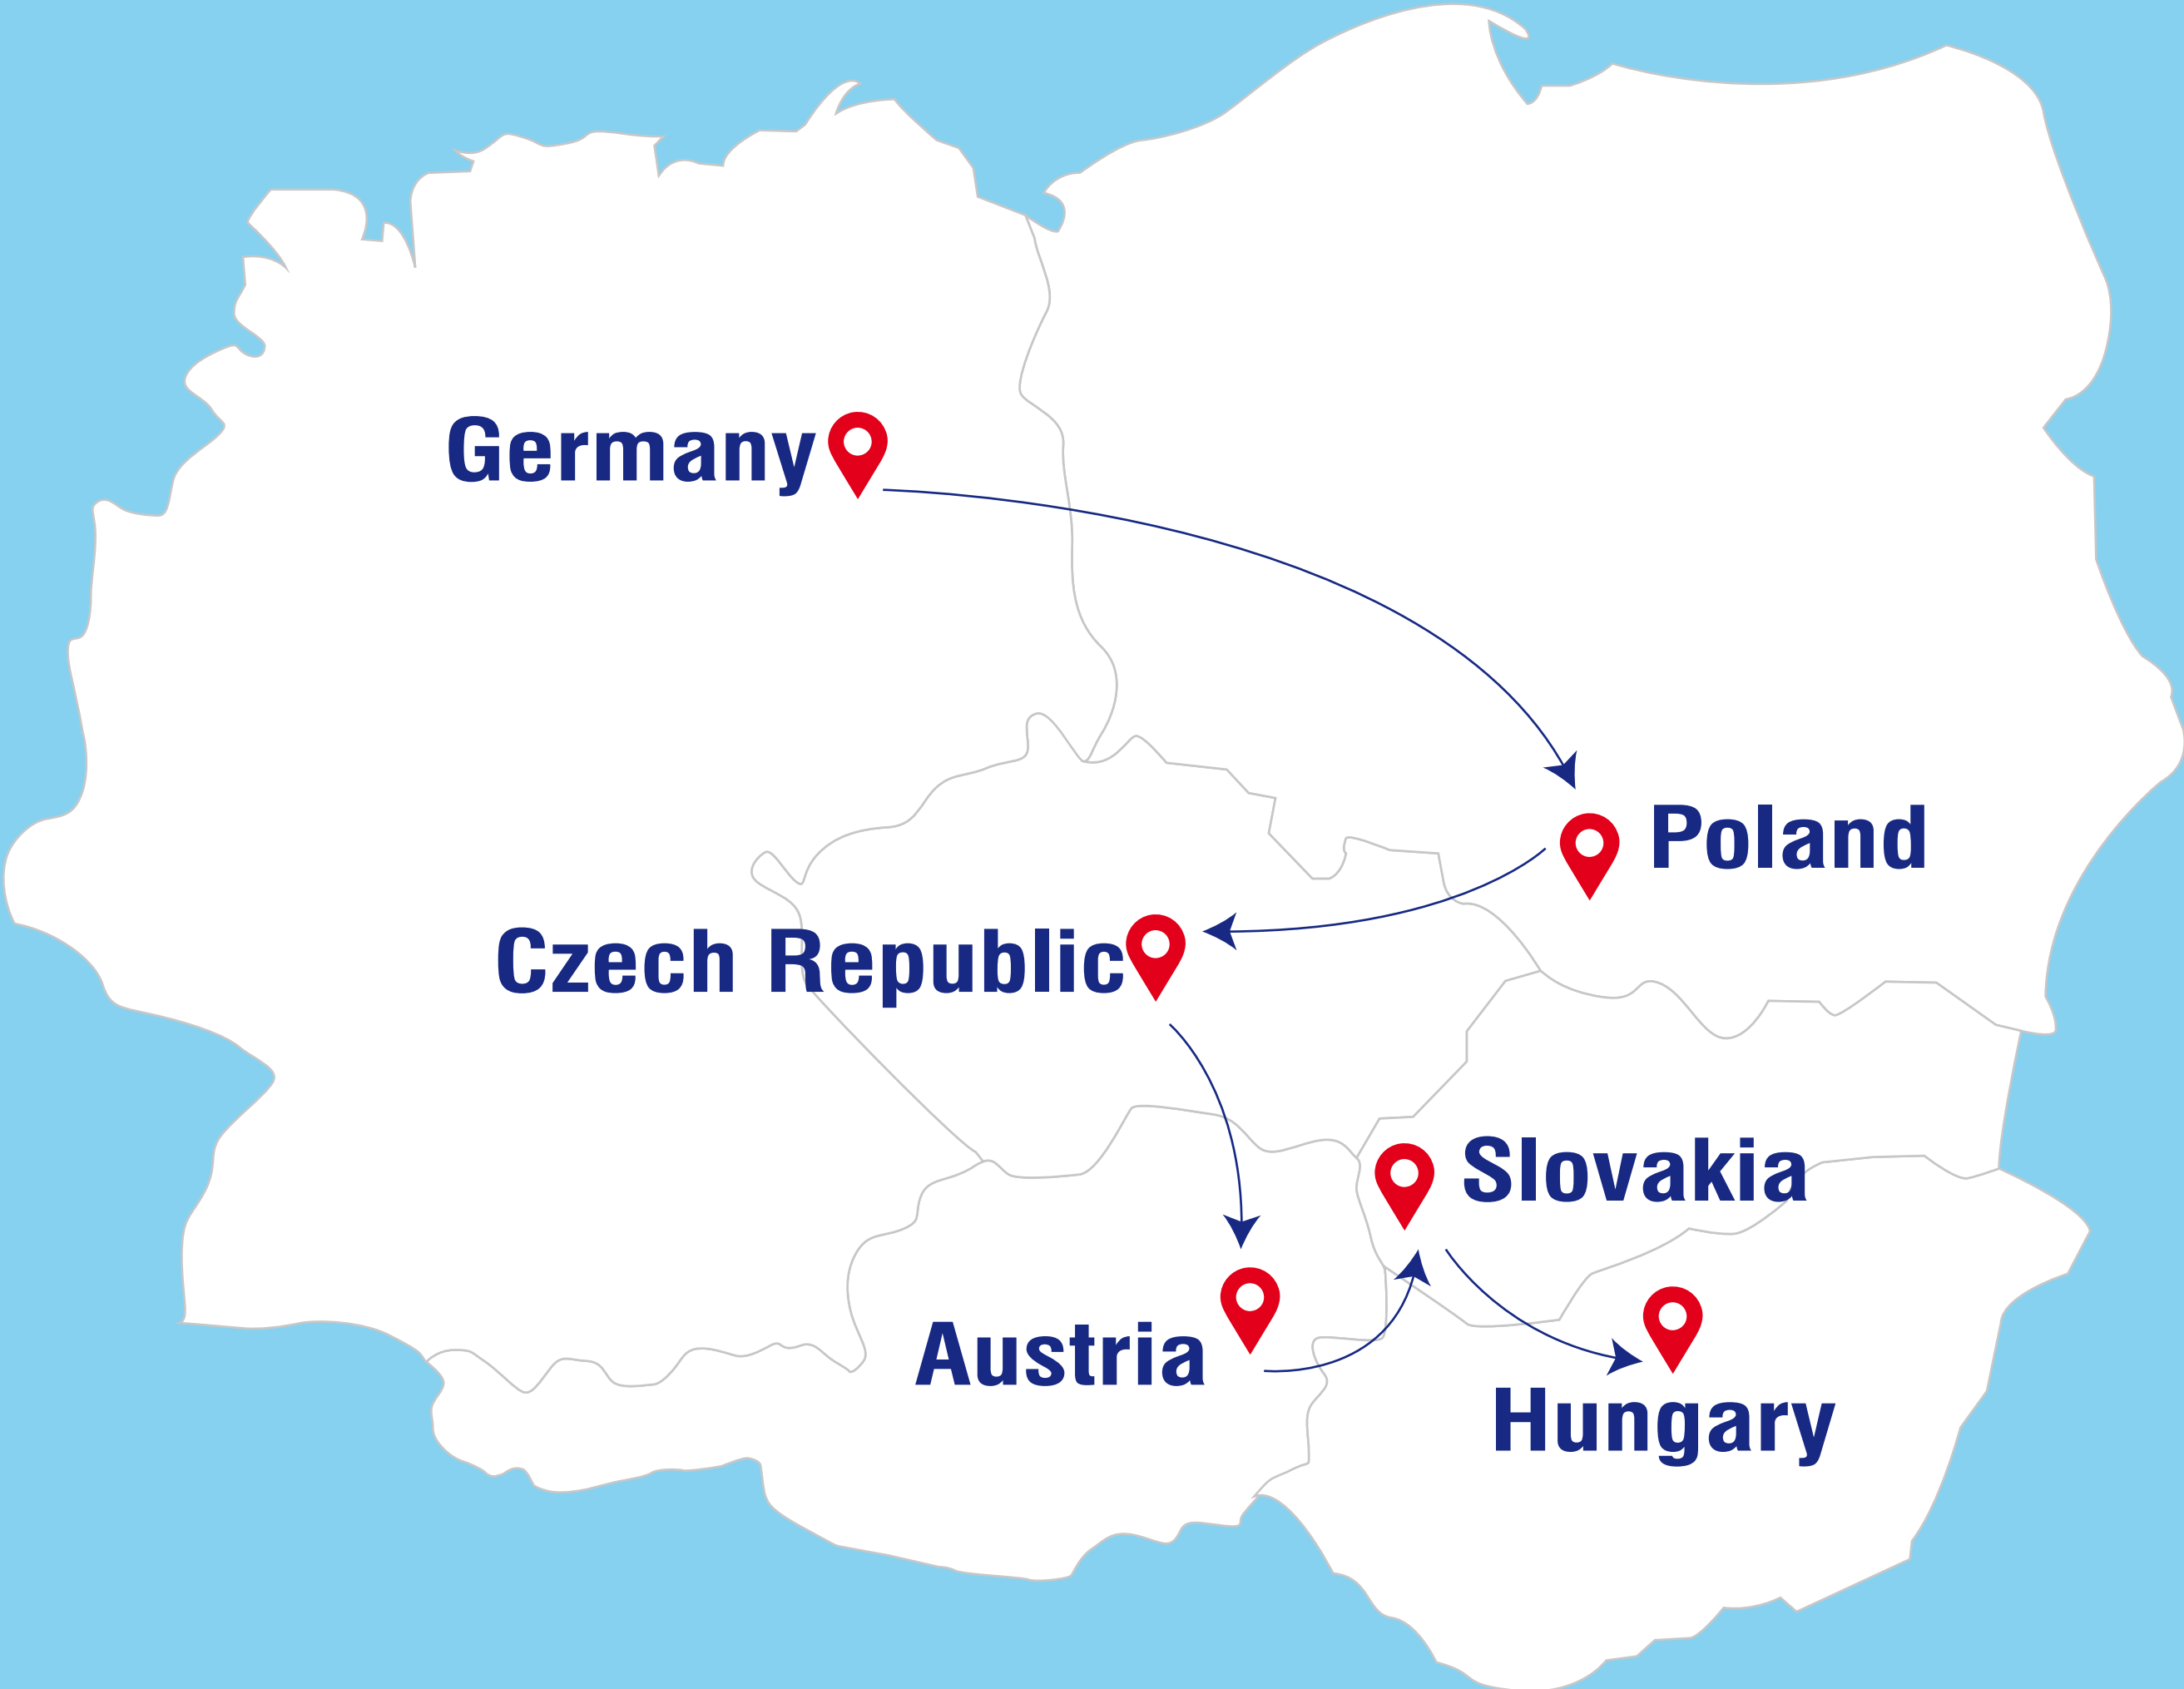 Germany
Poland
Czech Republic
Slovakia
Austria
Hungary